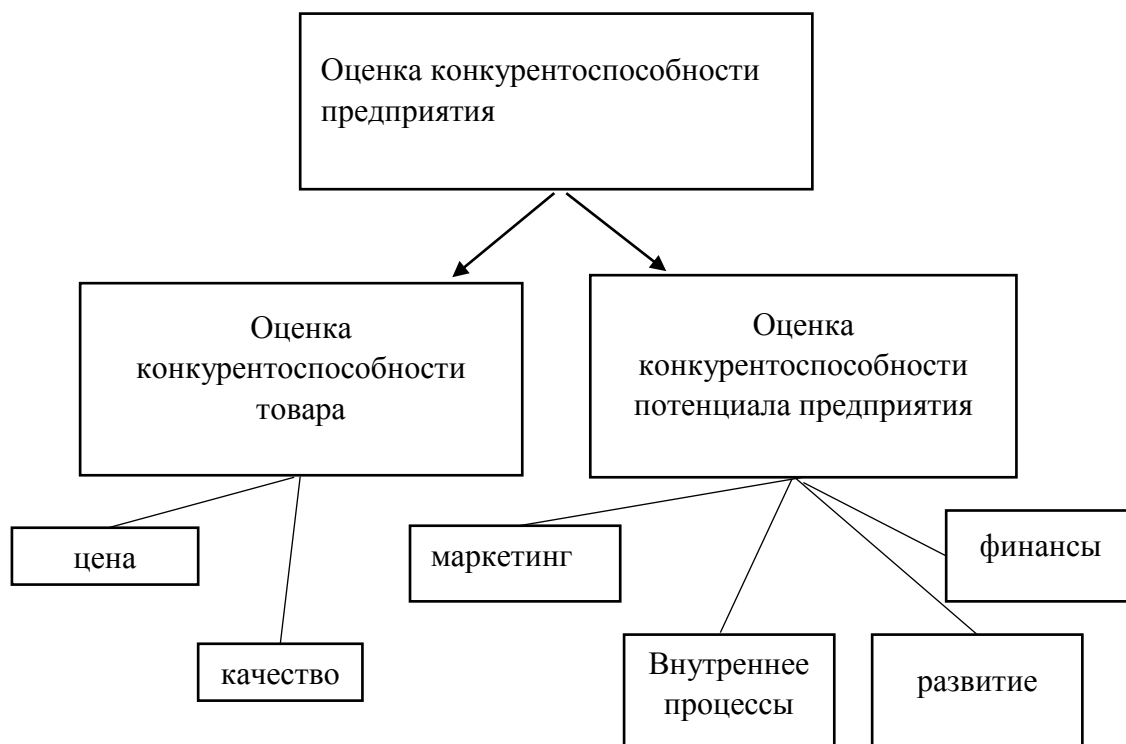 Оценка конкурентоспособности
предприятия
Оценка
конкурентоспособности
товара
Оценка
конкурентоспособности
потенциала предприятия
цена
маркетинг
финансы
качество
Внутреннее
процессы
развитие